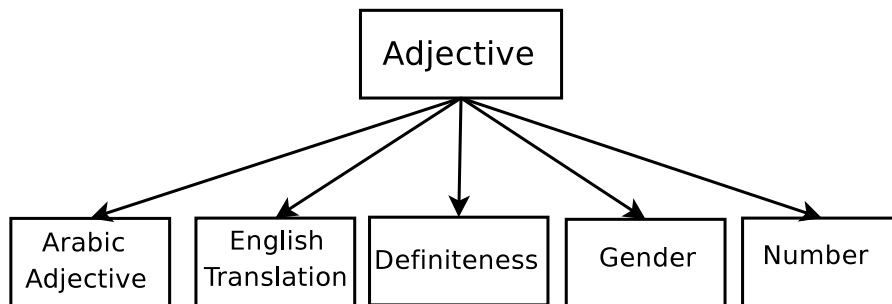 Adjective
Arabic
Adjective
English
Translation
Definiteness
Gender
Number